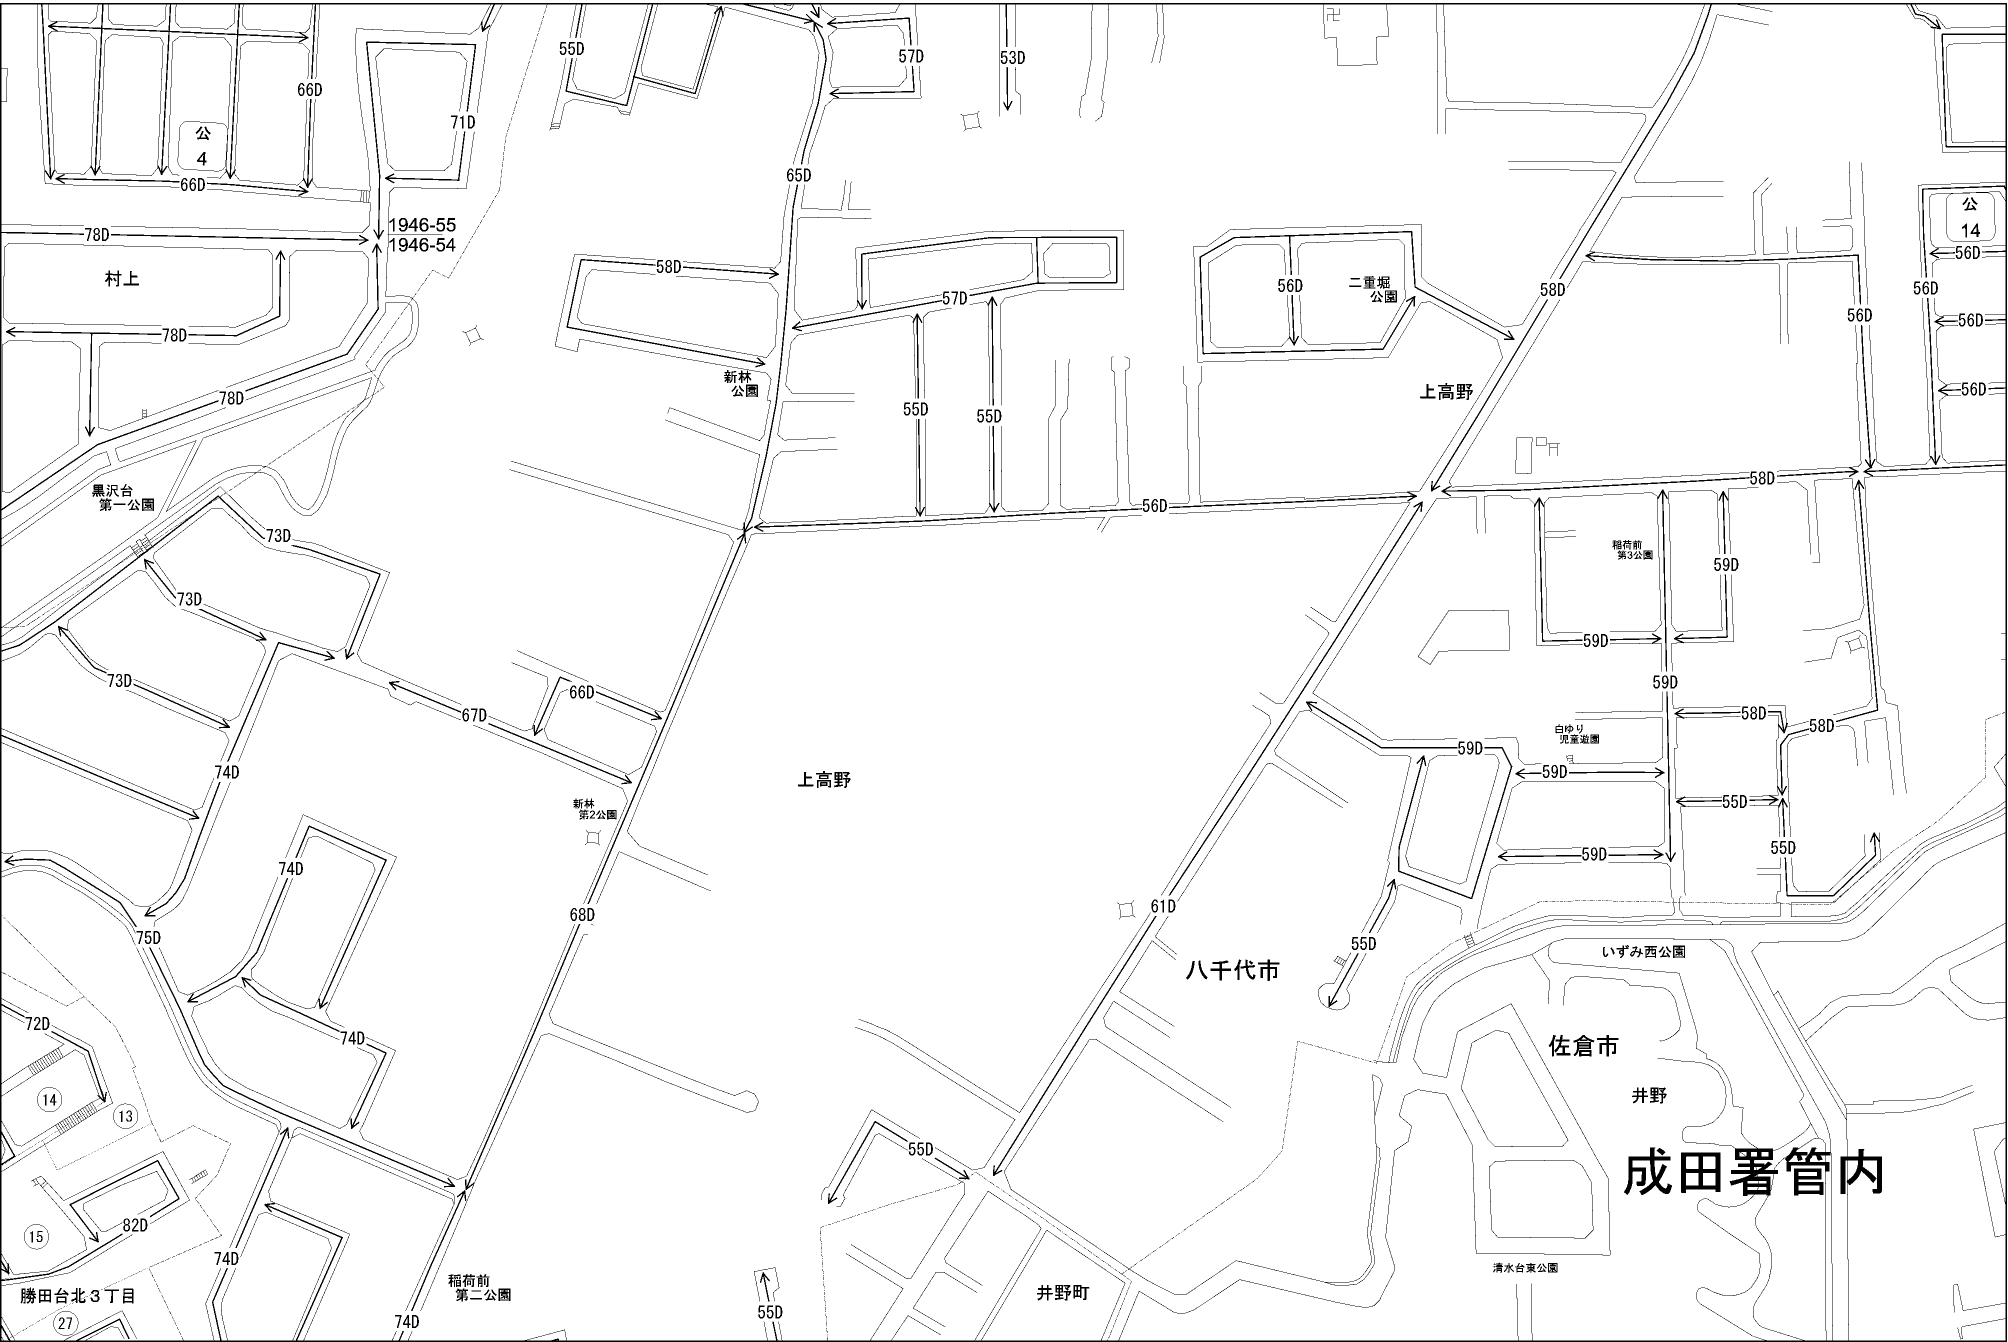 55D
57D
53D
66D
71D
公
4
65D
66D
1946-55
1946-54
78D
村上
58D
57D
56D
二重堀
公園
58D
公
14
56D
56D
56D
56D
56D
78D
78D
新林
公園
55D
55D
上高野
黒沢台
第一公園
56D
58D
73D
稲荷前
第3公園
59D
73D
59D
73D
67D
66D
59D
58D
58D
白ゆり
児童遊園
59D
59D
74D
上高野
新林
第2公園
55D
55D
59D
74D
68D
61D
75D
55D
いずみ西公園
八千代市
72D
74D
佐倉市
14
13
井野
55D
成田署管内
15
82D
74D
稲荷前
第二公園
清水台東公園
井野町
勝田台北3丁目
27
74D
55D